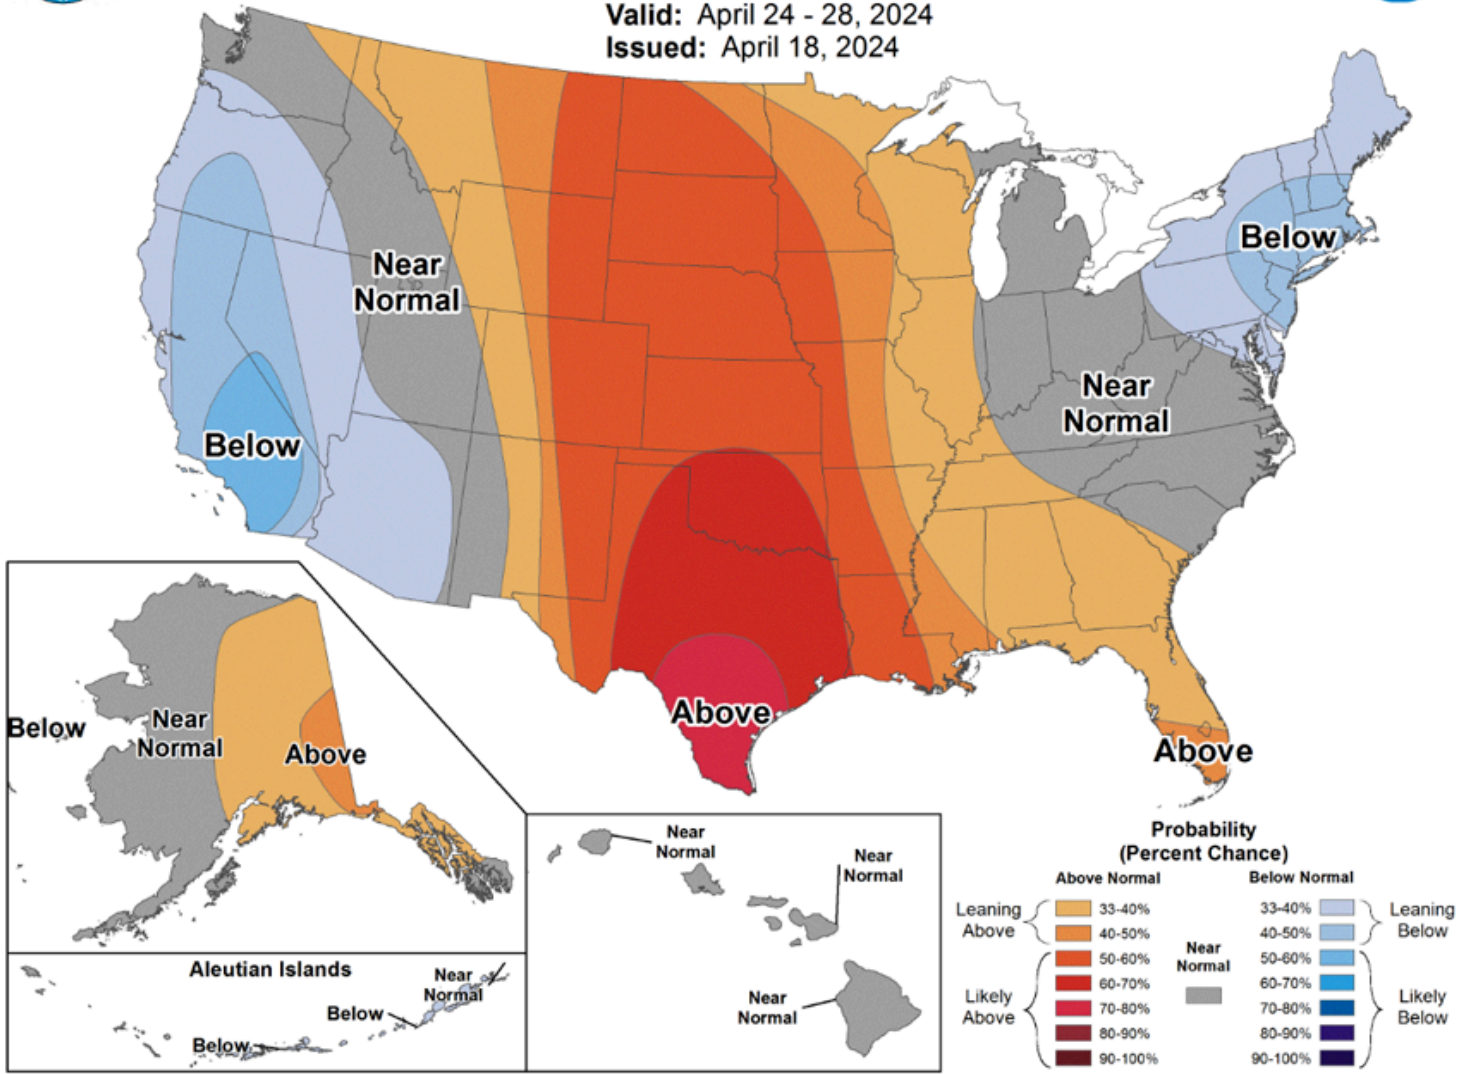 Valid: April 24 - 28, 2024
Issued: April 18, 2024
Near
Normal
Below
Below
Near
Normal
Below
Near
Normal
Above
Above
Above
Near
Normal
Near
Normal
Near
Normal
Aleutian Islands
Near
Normal
Below
Below
Probability
(Percent Chance)
Above Normal
Below Normal
Leaning
Above
33-40%
40-50%
Likely
Above
50-60%
60-70%
70-80%
80-90%
90-100%
Near
Normal
33-40%
40-50%
Leaning
Below
50-60%
60-70%
70-80%
80-90%
90-100%
Likely
Below